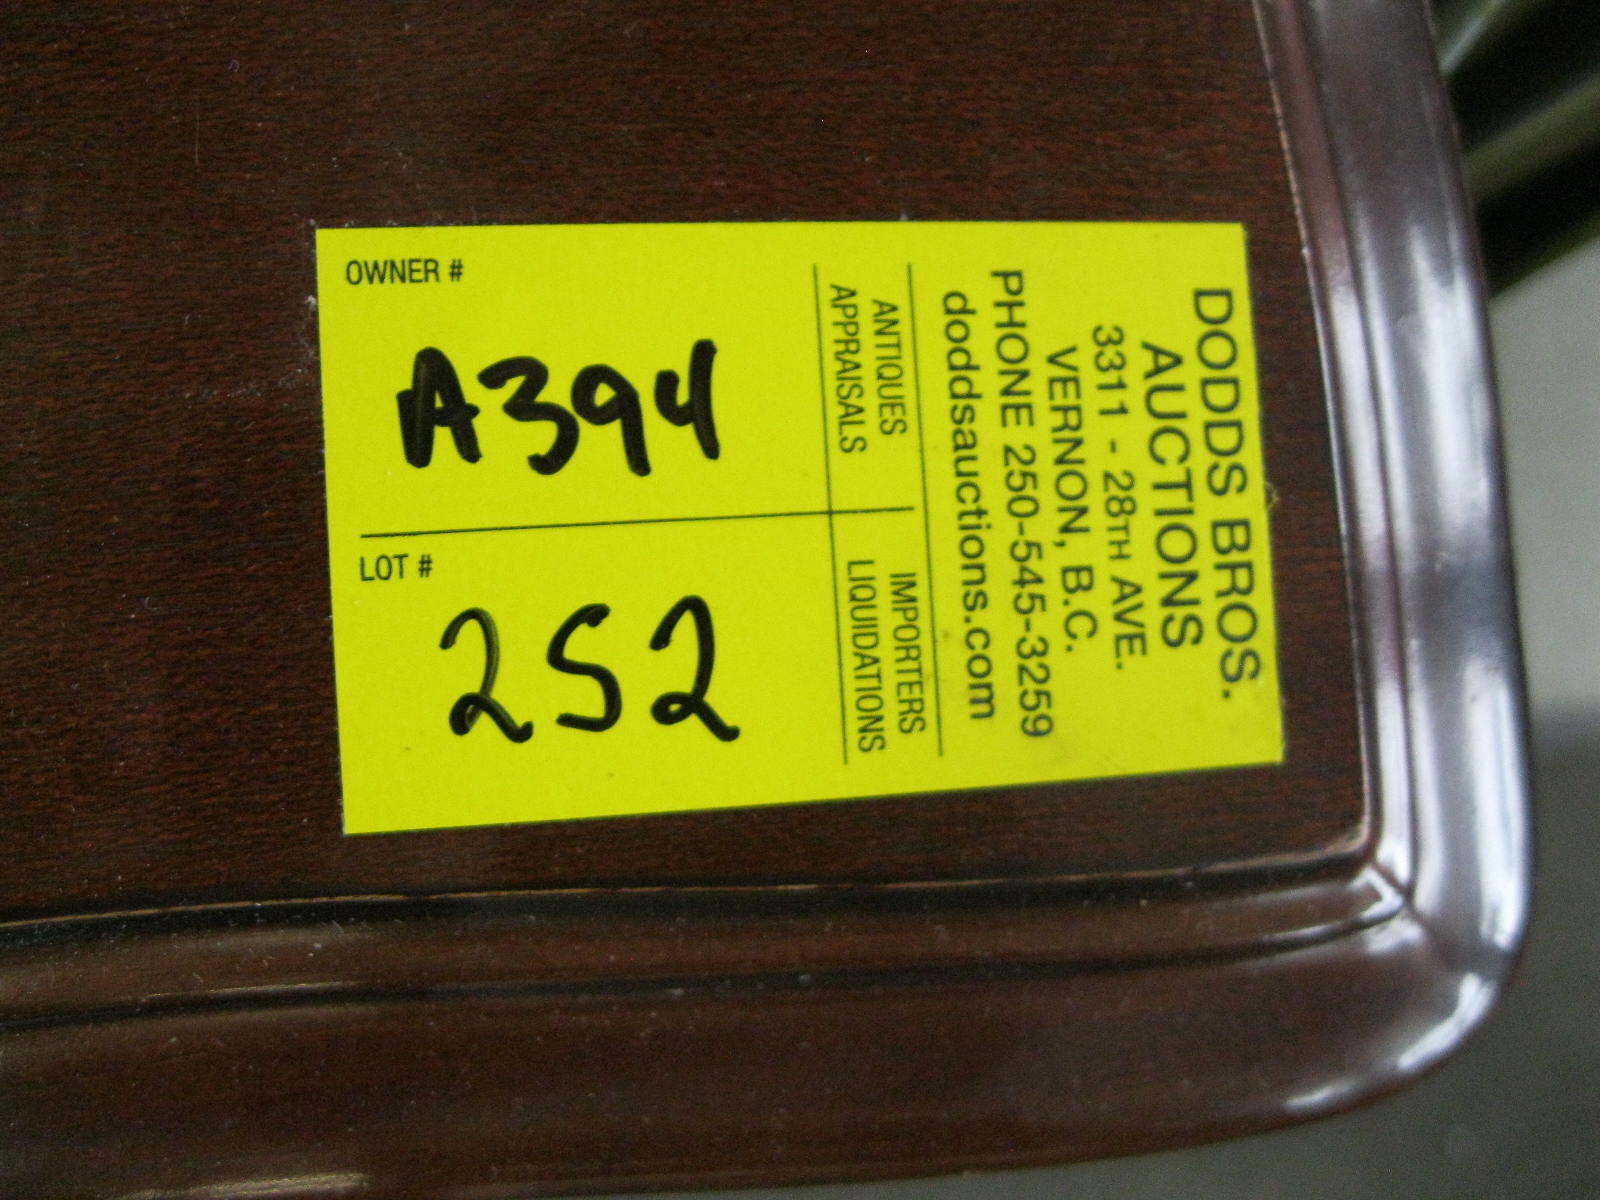 DODDS BROS.
AUCTIONS
3311 - 28TH AVE.
VERNON, B.C.
PHONE 250-545-3259
doddsauctions.com
ANTIQUES
APPRAISALS
IMPORTERS
LIQUIDATIONS
OWNER #
A394
LOT #
252